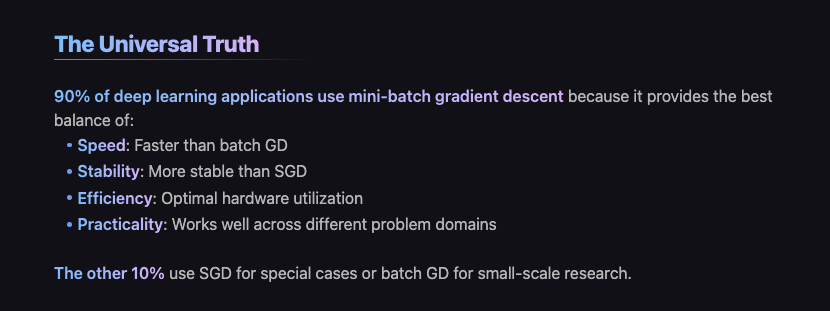 The Universal Truth
90% of deep learning applications use mini-batch gradient descent because it provides the best
balance of:
• Speed: Faster than batch GD
• Stability: More stable than SGD
• Efficiency: Optimal hardware utilization
• Practicality: Works well across different problem domains
The other 10% use SGD for special cases or batch GD for small-scale research.